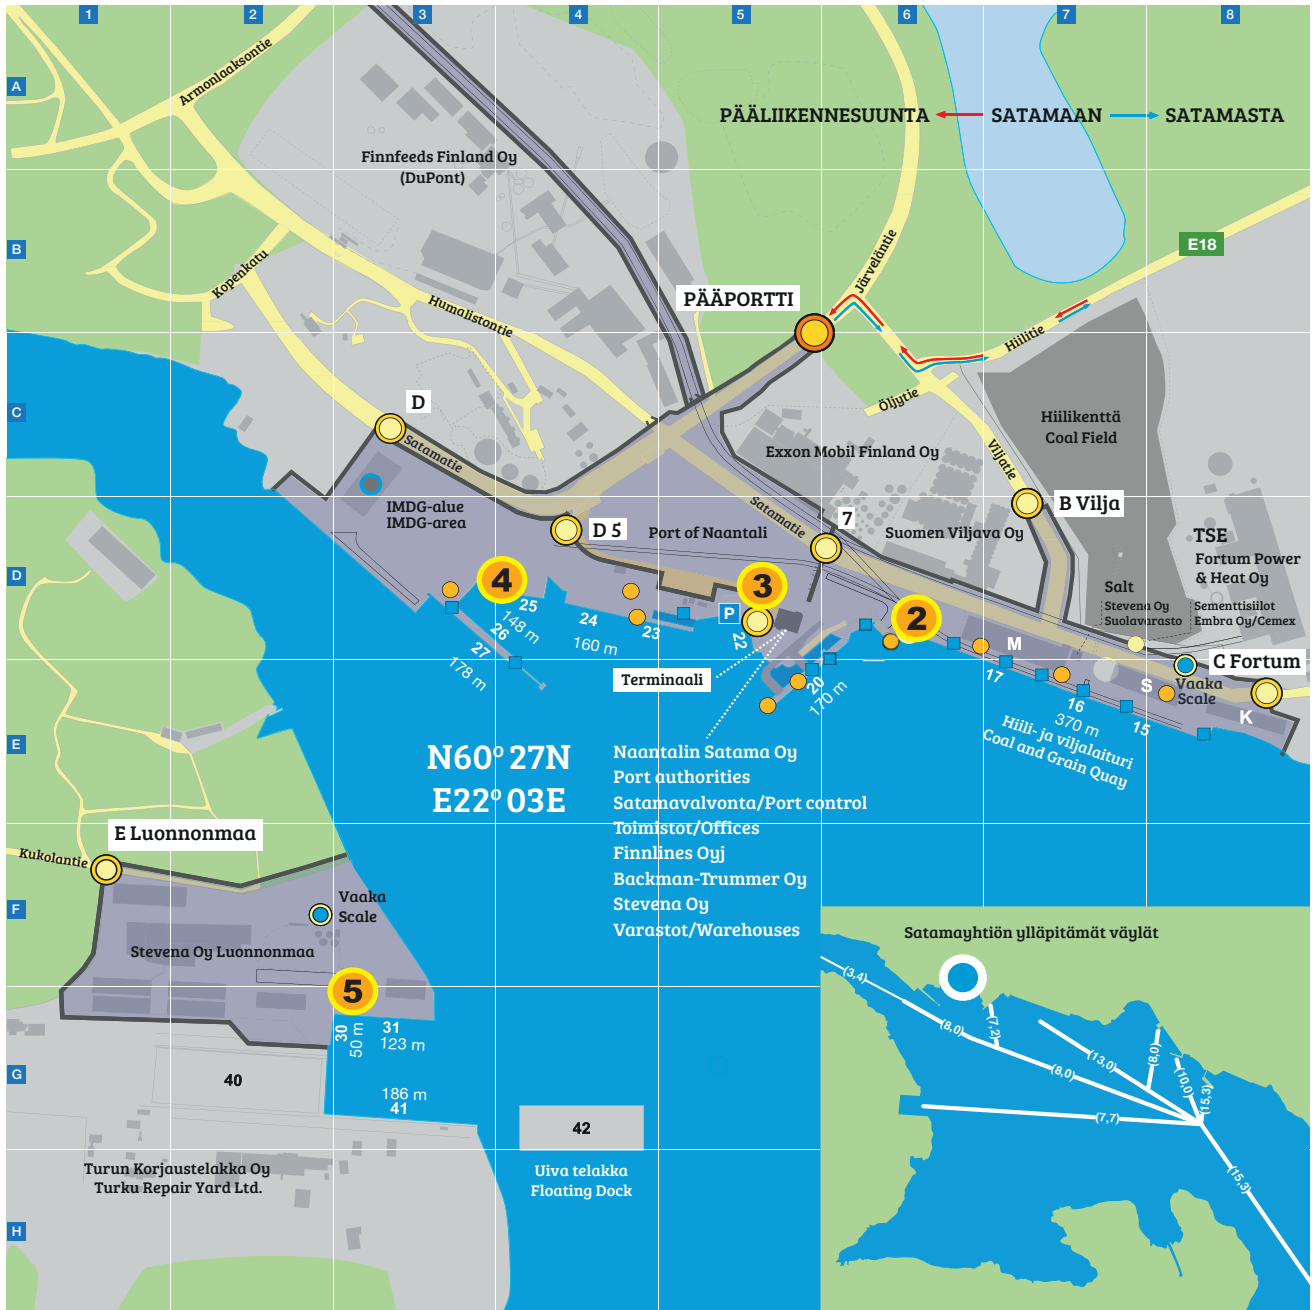 1
2
3
4
5
6
7
8
A
B
C
D
E
F
G
H
Armonlaaksontie
Finnfeeds Finland Oy
(DuPont)
PÄÄLIIKENNESUUNTA
SATAMAAN
SATAMASTA
E18
Järveläntie
Kopenkatu
Humalistontie
PÄÄPORTTI
Hiilitie
Öljytie
D
Satamatie
Hiilikenttä
Coal Field
Exxon Mobil Finland Oy
Viljatie
IMDG-alue
IMDG-area
D 5
Port of Naantali
Satamatie
7
Suomen Viljava Oy
B Vilja
TSE
Fortum Power
& Heat Oy
Salt
Stevena Oy
Suolavarasto
Sementtisiilot
Embra Oy/Cemex
4
3
2
25
148 m
26
27
178 m
24
160 m
23
P
22
Terminaali
20
170 m
M
17
16
370 m
15
S
K
C Fortum
Vaaka
Scale
Hiili- ja viljalaituri
Coal and Grain Quay
N60° 27N
E22° 03E
Naantalin Satama Oy
Port authorities
Satamavalvonta/Port control
Toimistot/Offices
Finnlines Oyj
Backman-Trummer Oy
Stevena Oy
Varastot/Warehouses
E Luonnonmaa
Kukolantie
Vaaka
Scale
Stevena Oy Luonnonmaa
5
30
50 m
31
123 m
186 m
41
40
42
Uiva telakka
Floating Dock
Turun Korjaustelakka Oy
Turku Repair Yard Ltd.
Satamayhtiön ylläpitämät väylät
(3,4)
(8,0)
(7,2)
(8,0)
(13,0)
(8,0)
(10,0)
(15,3)
(7,7)
(15,3)